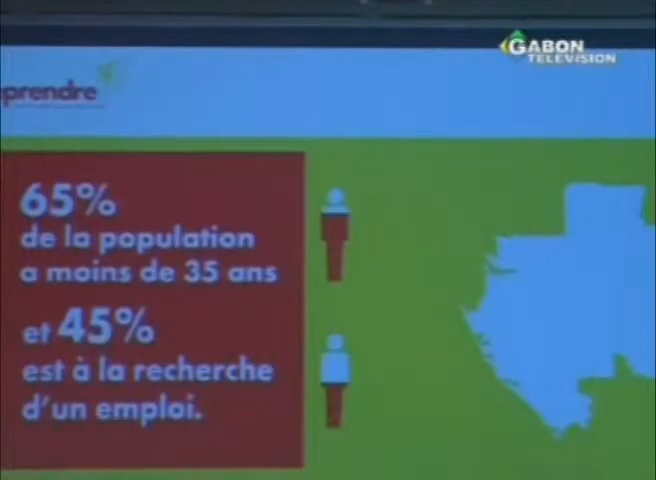 GABON
TELEVISION
prendre
65%
de la population
a moins de 35 ans
et 45%
est à la recherche
d'un emploi.